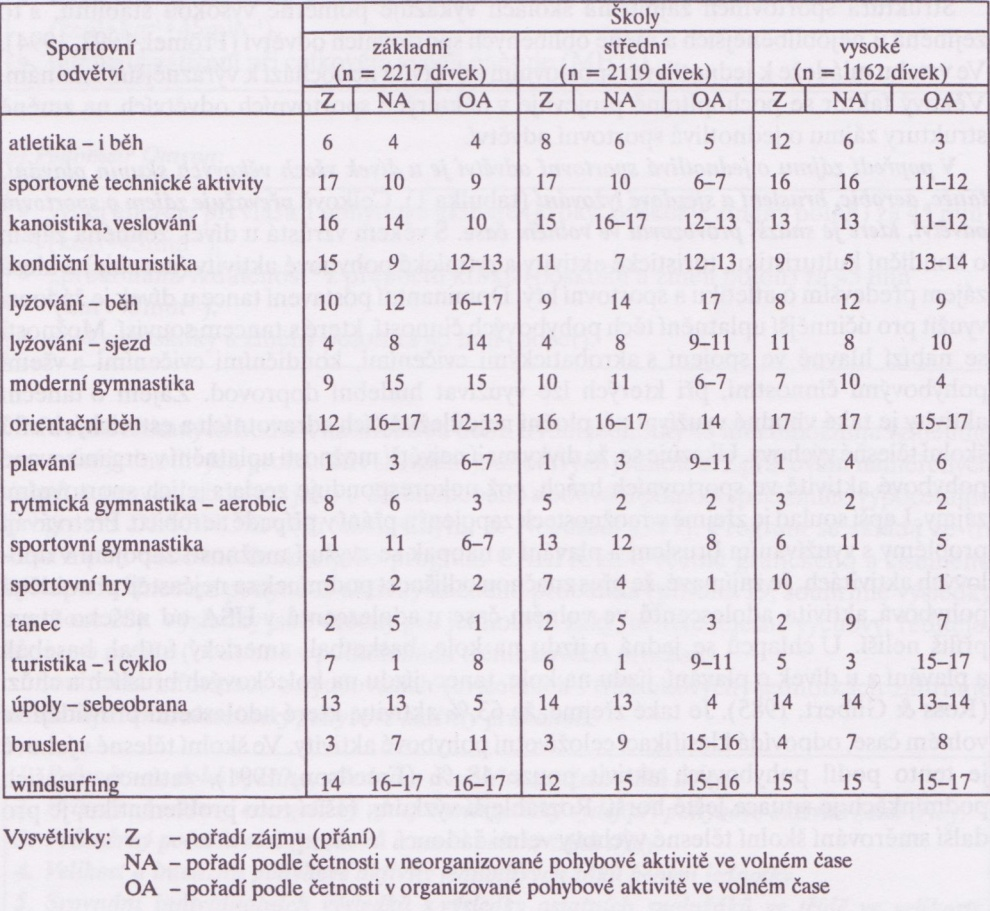 Školy
Sportovní odvětví základní (n = 2217 dívek) střední (n = 2119 dívek) vysoké (n = 1162 dívek)
Z NA OA Z NA OA Z NA OA
atletika – i běh 6 4 4 8 6 5 12 6 3
sportovně technické aktivity 17 10 9 17 10 6–7 16 16 11–12
kanoistika, veslování 16 14 10 15 16–17 12–13 13 13 11–12
kondiční kulturistika 15 9 12–13 11 7 12–13 9 5 13–14
lyžování – běh 10 12 16–17 9 14 17 8 12 9
lyžování – sjezd 4 8 14 4 8 9–11 11 8 10
moderní gymnastika 9 15 15 10 11 6–7 7 10 4
orientační běh 12 16–17 12–13 16 16–17 14 17 17 15–17
plavání 1 3 6–7 1 3 9–11 1 4 6
rytmická gymnastika – aerobic 8 6 3 5 2 2 3 2 2
sportovní gymnastika 11 11 6–7 13 12 8 6 11 5
sportovní hry 5 2 2 7 4 1 10 1 1
tanec 2 5 1 2 5 3 2 9 7
turistika – i cyklo 7 1 8 6 1 9–11 5 3 15–17
úpoly – sebeobrana 13 13 5 14 13 4 14 14 13–14
bruslení 3 7 11 3 9 15–16 4 7 8
windsurfing 14 16–17 16–17 12 15 15–16 15 15 15–17
Vysvětlivky: Z – pořadí zájmu (přání)
NA – pořadí podle četnosti v neorganizované pohybové aktivitě ve volném čase
OA – pořadí podle četnosti v organizované pohybové aktivitě ve volném čase